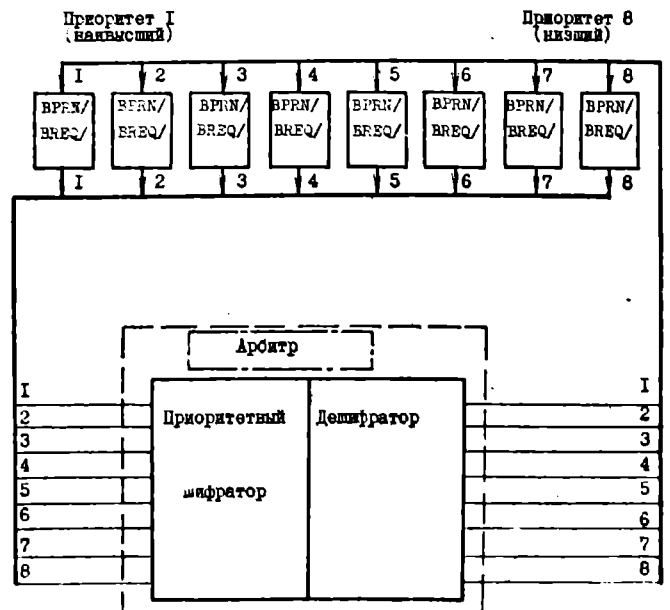 Приоритет I
(наивысший)
Приоритет 8
(низший)
I 2 3 4 5 6 7 8
BPRN/ BPRN/ BPRN/ BPRN/ BPRN/ BPRN/ BPRN/ BPRN/
BREQ/ BREQ/ BREQ/ BREQ/ BREQ/ BREQ/ BREQ/ BREQ/
I 2 3 4 5 6 7 8
Арбитр
I I
2 Приоритетный Дешифратор 2
3 3
4 4
5 шифратор 5
6 6
7 7
8 8